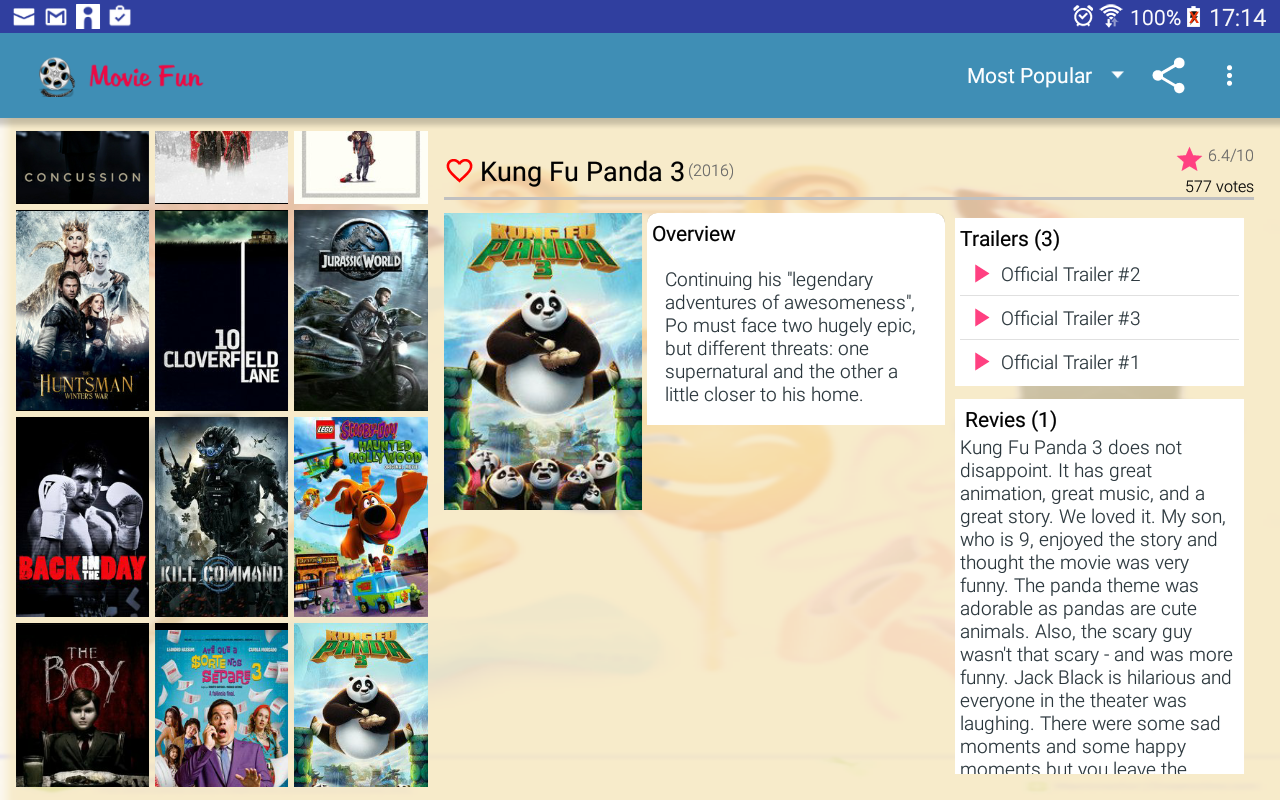 100% 17:14
Movie Fun
Most Popular
CONCUSSION
THE
HUNTSMAN
WINTER'S WAR
10
CLOVERFIELD
LANE
JURASSIC WORLD
BACK IN THE DAY
KILL COMMAND
LEGO
SCOOBY-DOO!
HAUNTED
HOLLYWOOD
ORIGINAL MOVIE
THE
BOY
ATÉ QUE A
SORTE NOS
SEPARE 3
A Falência Final
KUNG FU
PANDA
3
Kung Fu Panda 3 (2016)
6.4/10
577 votes
KUNG FU
PANDA
3
Overview
Continuing his "legendary
adventures of awesomeness",
Po must face two hugely epic,
but different threats: one
supernatural and the other a
little closer to his home.
Trailers (3)
Official Trailer #2
Official Trailer #3
Official Trailer #1
Revies (1)
Kung Fu Panda 3 does not
disappoint. It has great
animation, great music, and a
great story. We loved it. My son,
who is 9, enjoyed the story and
thought the movie was very
funny. The panda theme was
adorable as pandas are cute
animals. Also, the scary guy
wasn't that scary - and was more
funny. Jack Black is hilarious and
everyone in the theater was
laughing. There were some sad
moments and some happy
moments but you leave the